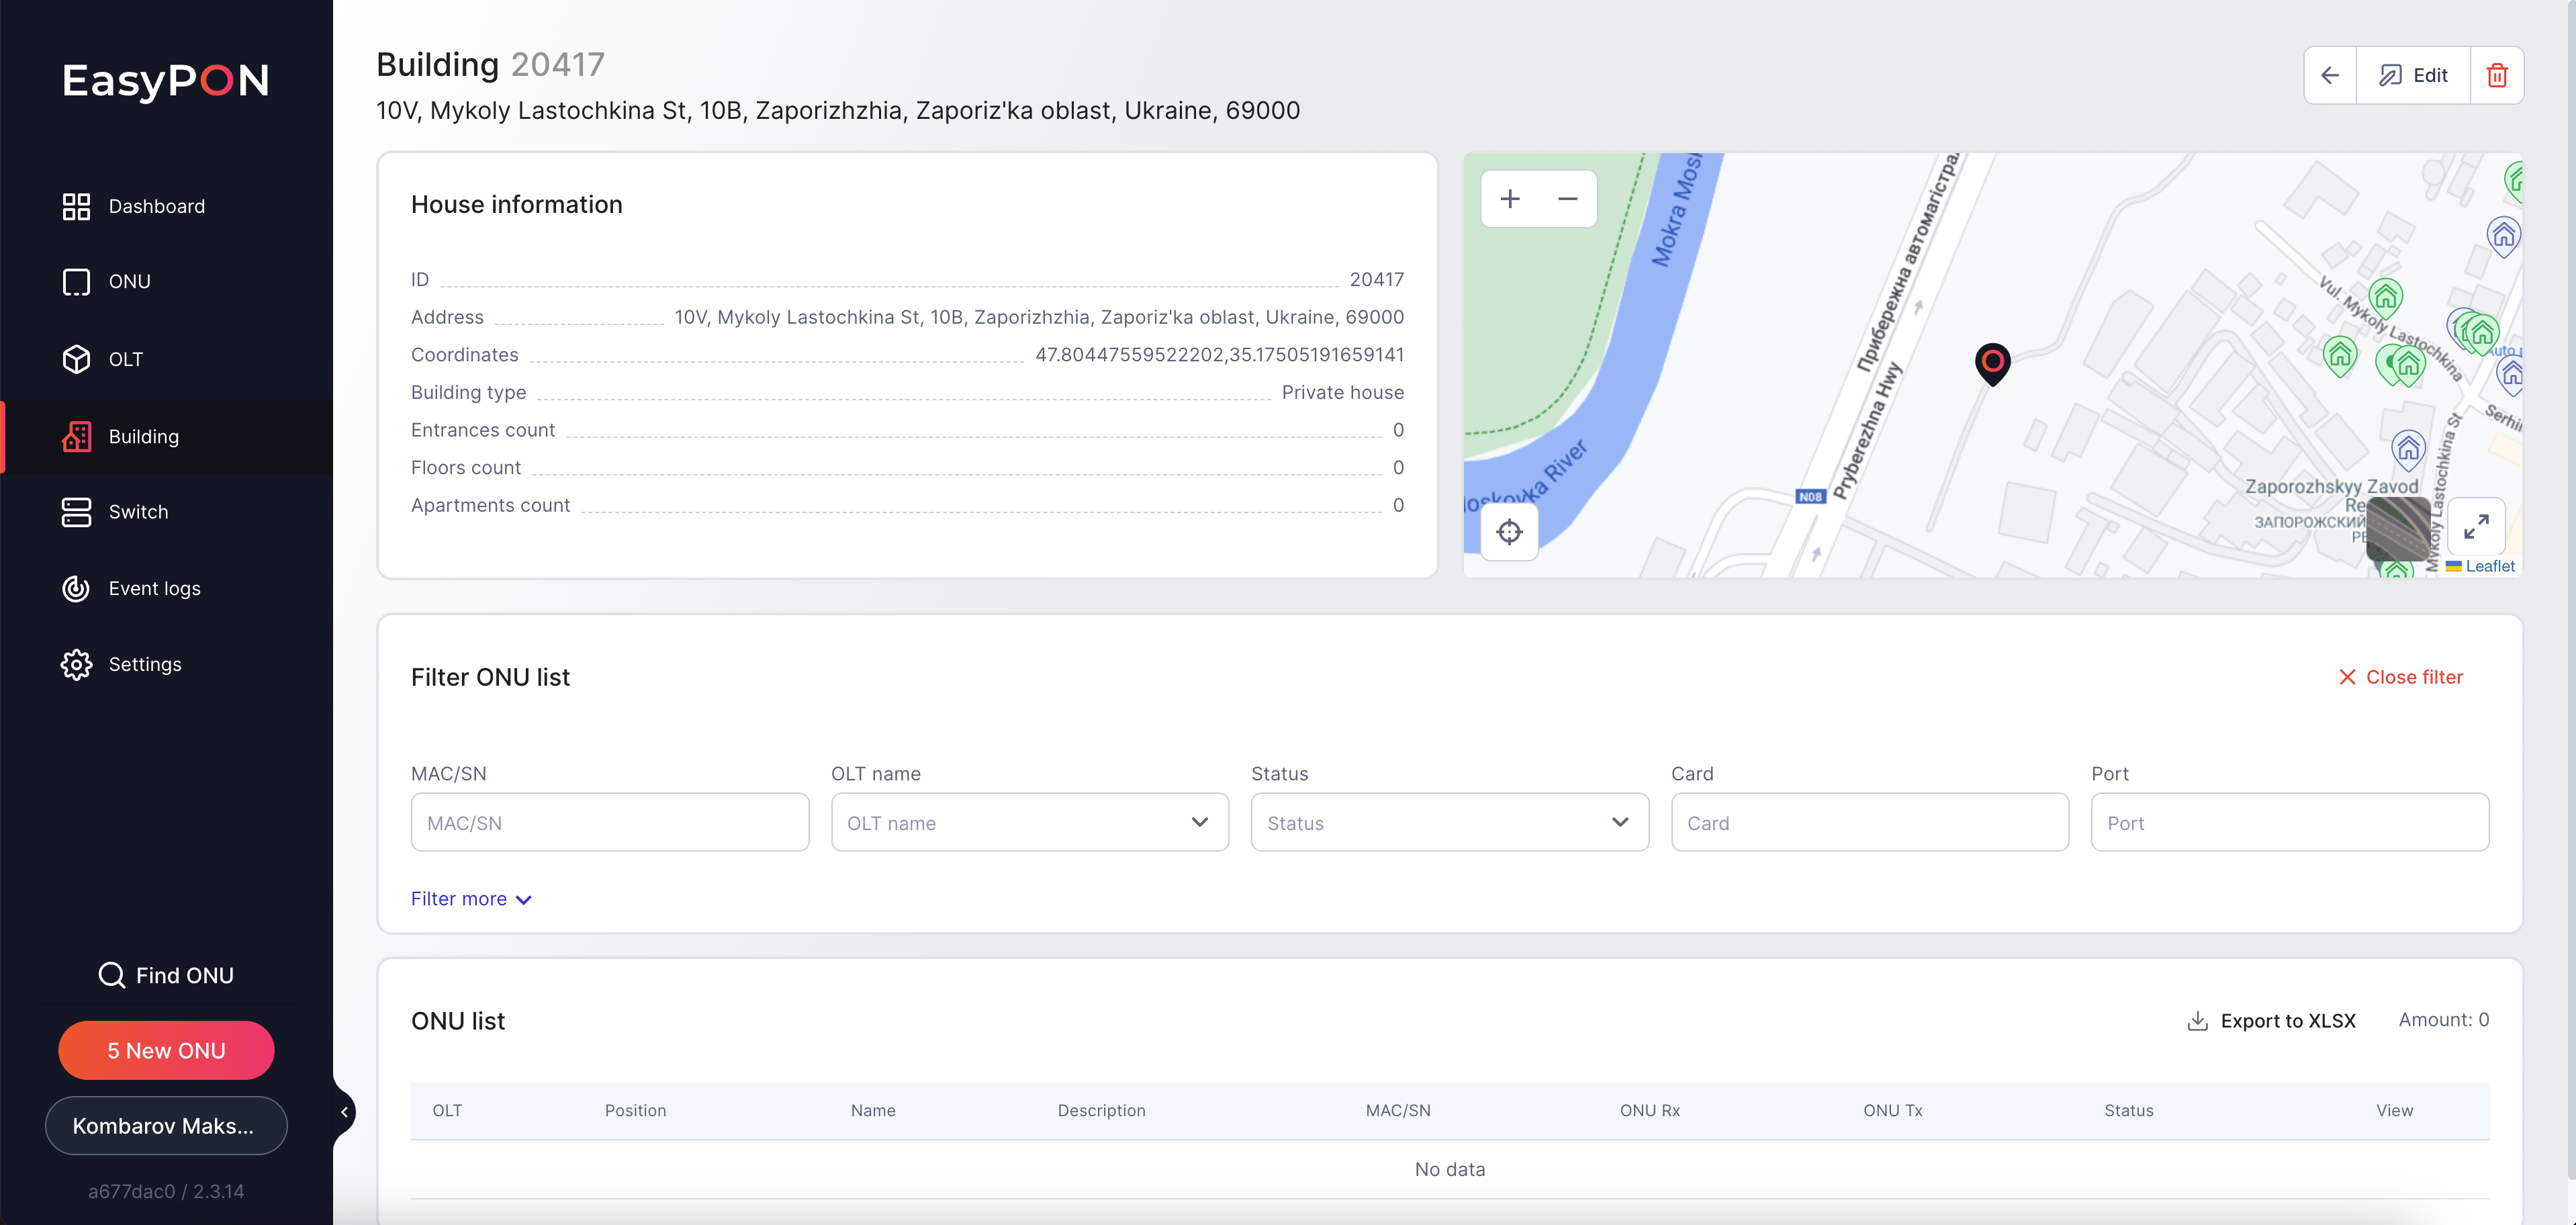 EasyPON
Dashboard
ONU
OLT
Building
Switch
Event logs
Settings
Find ONU
5 New ONU
Kombarov Maks...
a677dac0 / 2.3.14
Building 20417
10V, Mykoly Lastochkina St, 10B, Zaporizhzhia, Zaporiz'ka oblast, Ukraine, 69000
Edit
House information
ID 20417
Address 10V, Mykoly Lastochkina St, 10B, Zaporizhzhia, Zaporiz'ka oblast, Ukraine, 69000
Coordinates 47.80447559522202,35.17505191659141
Building type Private house
Entrances count 0
Floors count 0
Apartments count 0
Mokra Mos
Прибережна автомагістра
Pryberezhna Hwy
N08
oskovka River
Vul. Mykoly Lastochkina
Auto
Serhi
Mykoly Lastochkina St
Zaporozhskyy Zavod
Re
ЗАПОРОЖСКИЙ
РЕ
Leaflet
Filter ONU list
Close filter
MAC/SN OLT name Status Card Port
MAC/SN OLT name Status Card Port
Filter more
ONU list
Export to XLSX Amount: 0
OLT Position Name Description MAC/SN ONU Rx ONU Tx Status View
No data